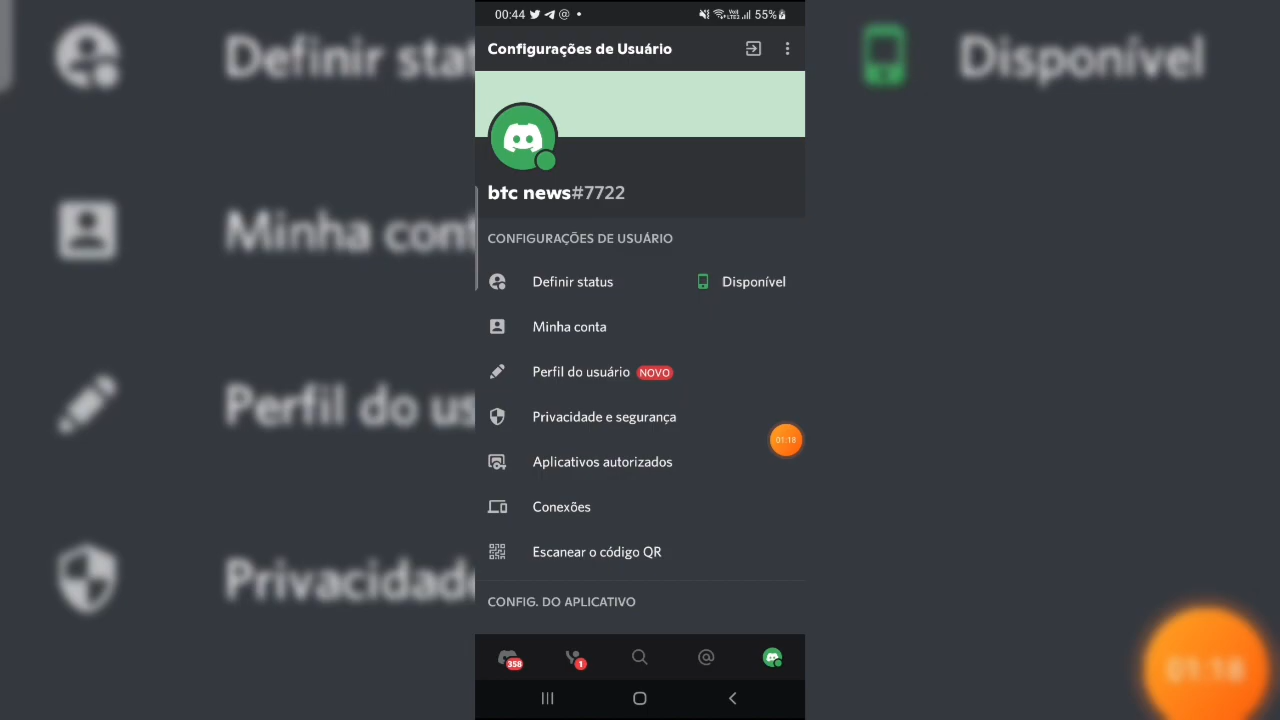 00:44 55%
Configurações de Usuário
btc news#7722
CONFIGURAÇÕES DE USUÁRIO
Definir status Disponível
Minha conta
Perfil do usuário NOVO
Privacidade e segurança
01:18
Aplicativos autorizados
Conexões
Escanear o código QR
CONFIG. DO APLICATIVO
358 1
Definir stat
Disponível
Minha cont
Perfil do us
Privacidade
01:18